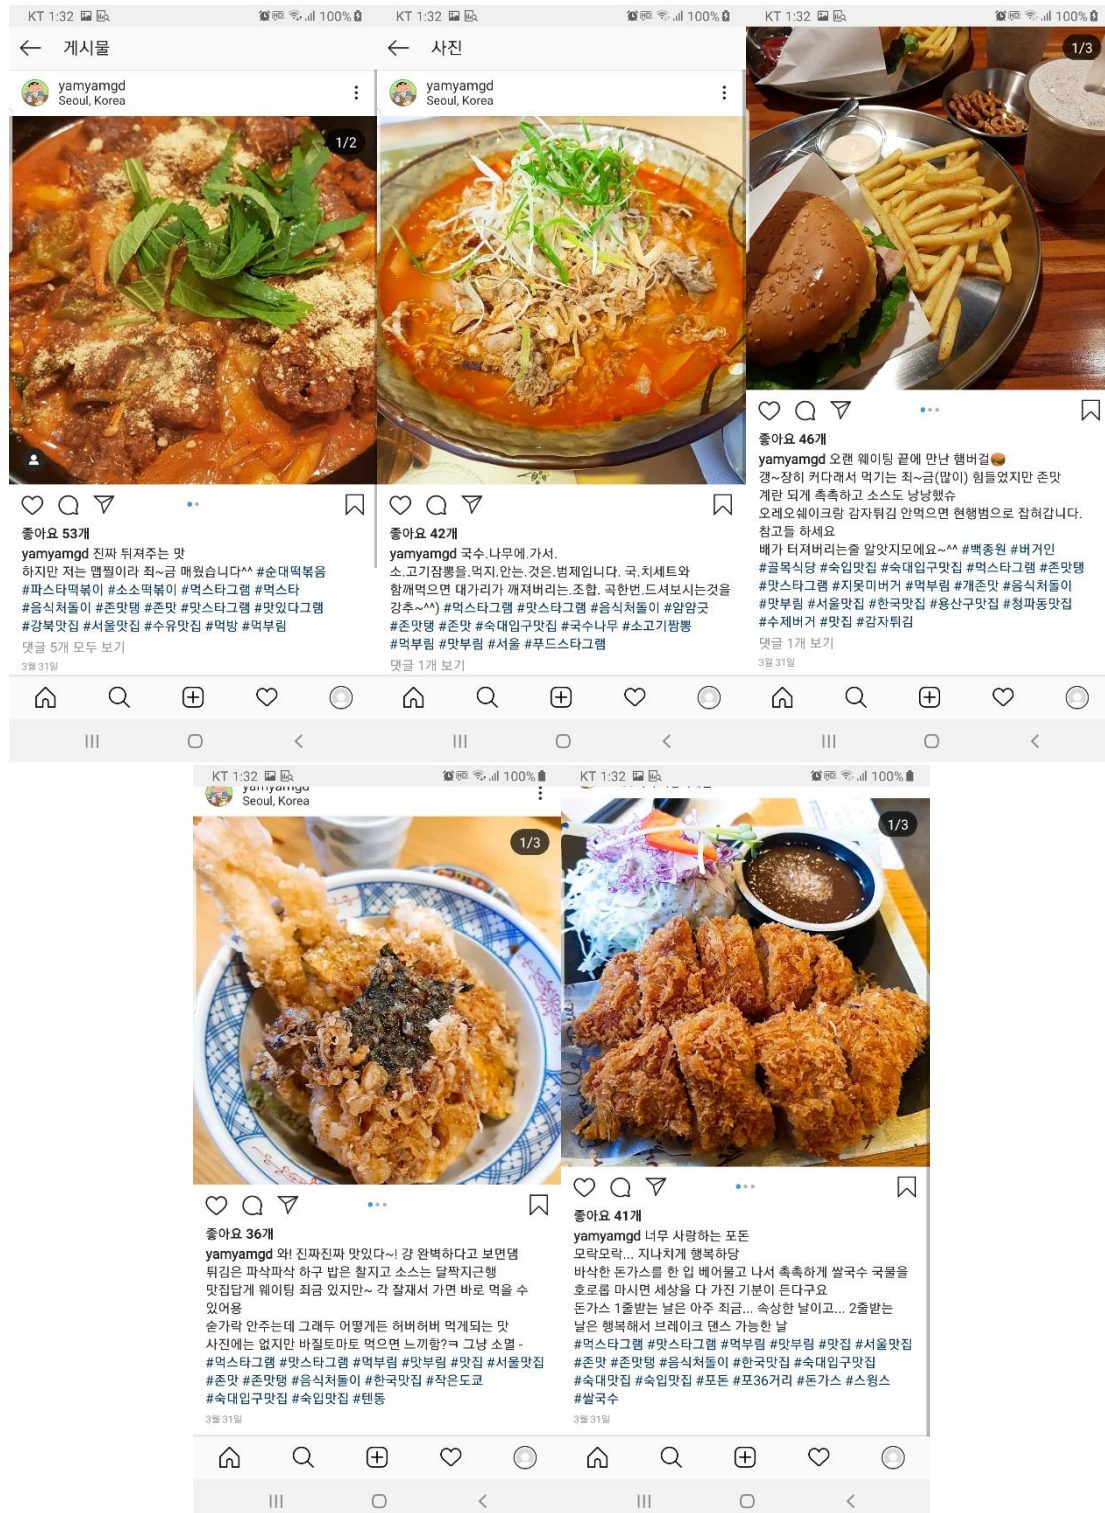 KT 1:32 100%
게시물
yamyamgd
Seoul, Korea
1/2
좋아요 53개
yamyamgd 진짜 뒤져주는 맛
하지만 저는 맵찔이라 죄~금 매웠습니다^^ #순대떡볶음
#파스타떡볶이 #소소떡볶이 #먹스타그램 #먹스타
#음식처돌이 #존맛탱 #존맛 #맛스타그램 #맛있다그램
#강북맛집 #서울맛집 #수유맛집 #먹방 #먹부림
댓글 5개 모두 보기
3월 31일
KT 1:32 100%
사진
yamyamgd
Seoul, Korea
좋아요 42개
yamyamgd 국수.나무에.가서.
소.고기짬뽕을.먹지.안는.것은.범제입니다. 국.치세트와
함깨먹으면 대가리가 깨져버리는.조합. 곡한번.드셔보시는것을
강추~^^) #먹스타그램 #맛스타그램 #음식처돌이 #얌얌긋
#존맛탱 #존맛 #숙대입구맛집 #국수나무 #소고기짬뽕
#먹부림 #맛부림 #서울 #푸드스타그램
댓글 1개 보기
KT 1:32 100%
1/3
좋아요 46개
yamyamgd 오랜 웨이팅 끝에 만난 햄버걸🍔
갱~장히 커다래서 먹기는 죄~금(많이) 힘들었지만 존맛
계란 되게 촉촉하고 소스도 낭낭했슈
오레오쉐이크랑 감자튀김 안먹으면 현행범으로 잡혀갑니다.
참고들 하세요
배가 터져버리는줄 알앗지모에요~^^ #백종원 #버거인
#골목식당 #숙입맛집 #숙대입구맛집 #먹스타그램 #존맛탱
#맛스타그램 #지못미버거 #먹부림 #개존맛 #음식처돌이
#맛부림 #서울맛집 #한국맛집 #용산구맛집 #청파동맛집
#수제버거 #맛집 #감자튀김
댓글 1개 보기
3월 31일
KT 1:32 100%
yamyamgd
Seoul, Korea
1/3
좋아요 36개
yamyamgd 와! 진짜진짜 맛있다~! 걍 완벽하다고 보면댐
튀김은 파삭파삭 하구 밥은 찰지고 소스는 달짝지근행
맛집답게 웨이팅 죄금 있지만~ 각 잘재서 가면 바로 먹을 수
있어용
숟가락 안주는데 그래두 어떻게든 허버허버 먹게되는 맛
사진에는 없지만 바질토마토 먹으면 느끼함?ㅋ 그냥 소멸 -
#먹스타그램 #맛스타그램 #먹부림 #맛부림 #맛집 #서울맛집
#존맛 #존맛탱 #음식처돌이 #한국맛집 #작은도쿄
#숙대입구맛집 #숙입맛집 #텐동
3월 31일
KT 1:32 100%
1/3
좋아요 41개
yamyamgd 너무 사랑하는 포돈
모락모락... 지나치게 행복하당
바삭한 돈가스를 한 입 베어물고 나서 촉촉하게 쌀국수 국물을
호로롭 마시면 세상을 다 가진 기분이 든다구요
돈가스 1줄받는 날은 아주 죄금... 속상한 날이고... 2줄받는
날은 행복해서 브레이크 댄스 가능한 날
#먹스타그램 #맛스타그램 #먹부림 #맛부림 #맛집 #서울맛집
#존맛 #존맛탱 #음식처돌이 #한국맛집 #숙대입구맛집
#숙대맛집 #숙입맛집 #포돈 #포36거리 #돈가스 #스윙스
#쌀국수
3월 31일